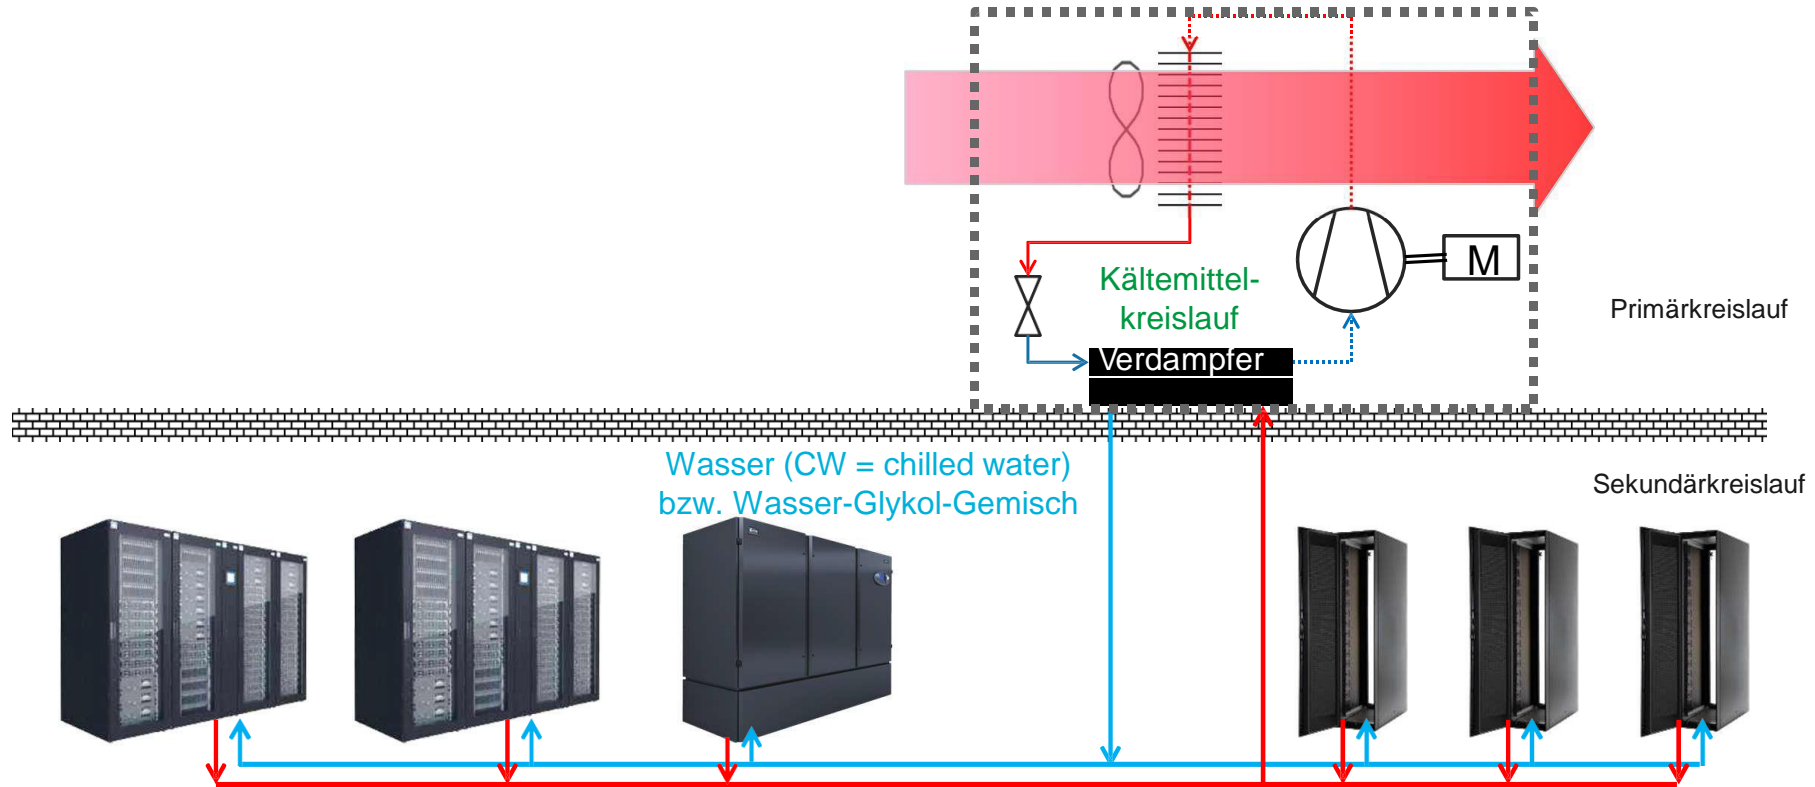 M
Kältemittel-
kreislauf
Primärkreislauf
Verdampfer
Wasser (CW = chilled water)
bzw. Wasser-Glykol-Gemisch
Sekundärkreislauf